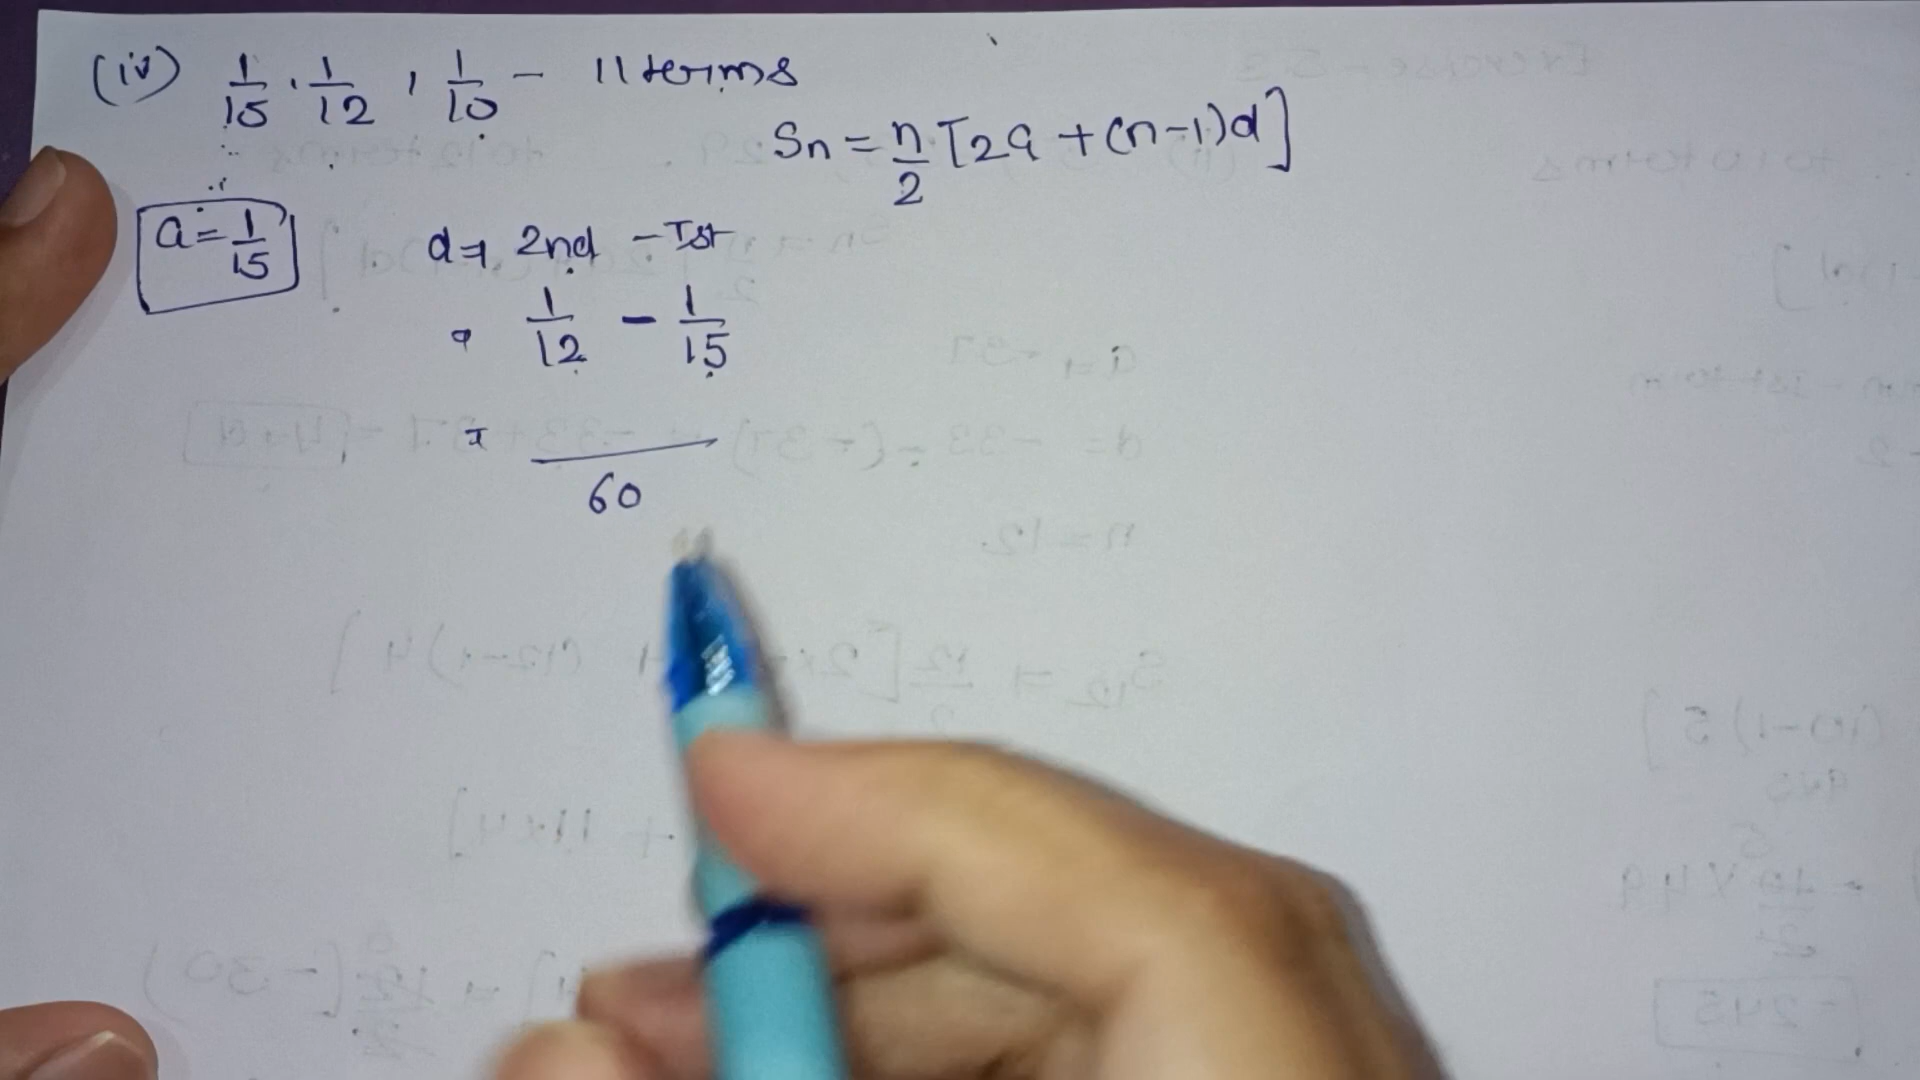 (iv) 1/15, 1/12, 1/10 - 11 terms
Sn = n/2 [2a + (n-1)d]
a = 1/15
d = 2nd - Ist
= 1/12 - 1/15
= /60